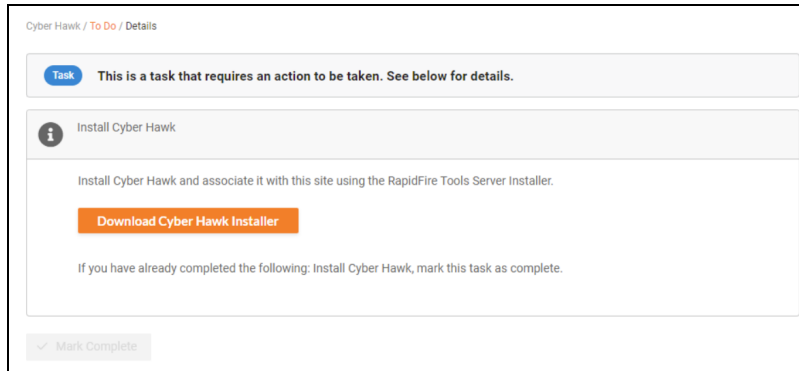 Cyber Hawk / To Do / Details
Task This is a task that requires an action to be taken. See below for details.
Install Cyber Hawk
Install Cyber Hawk and associate it with this site using the RapidFire Tools Server Installer.
Download Cyber Hawk Installer
If you have already completed the following: Install Cyber Hawk, mark this task as complete.
Mark Complete